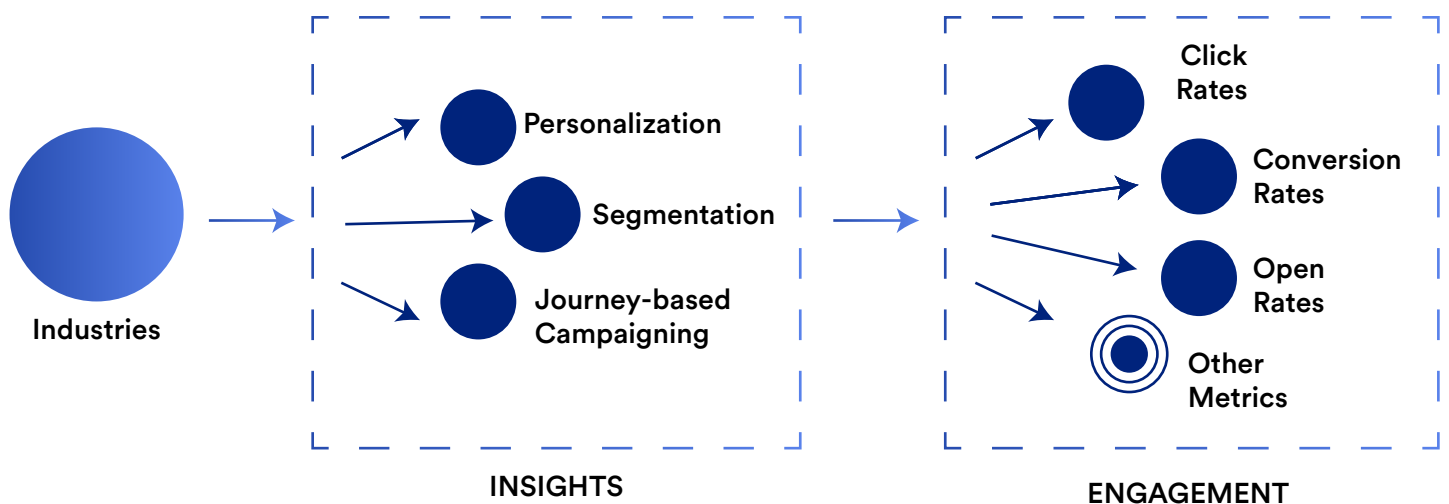 Industries
Personalization
Segmentation
Journey-based
Campaigning
INSIGHTS
Click
Rates
Conversion
Rates
Open
Rates
Other
Metrics
ENGAGEMENT